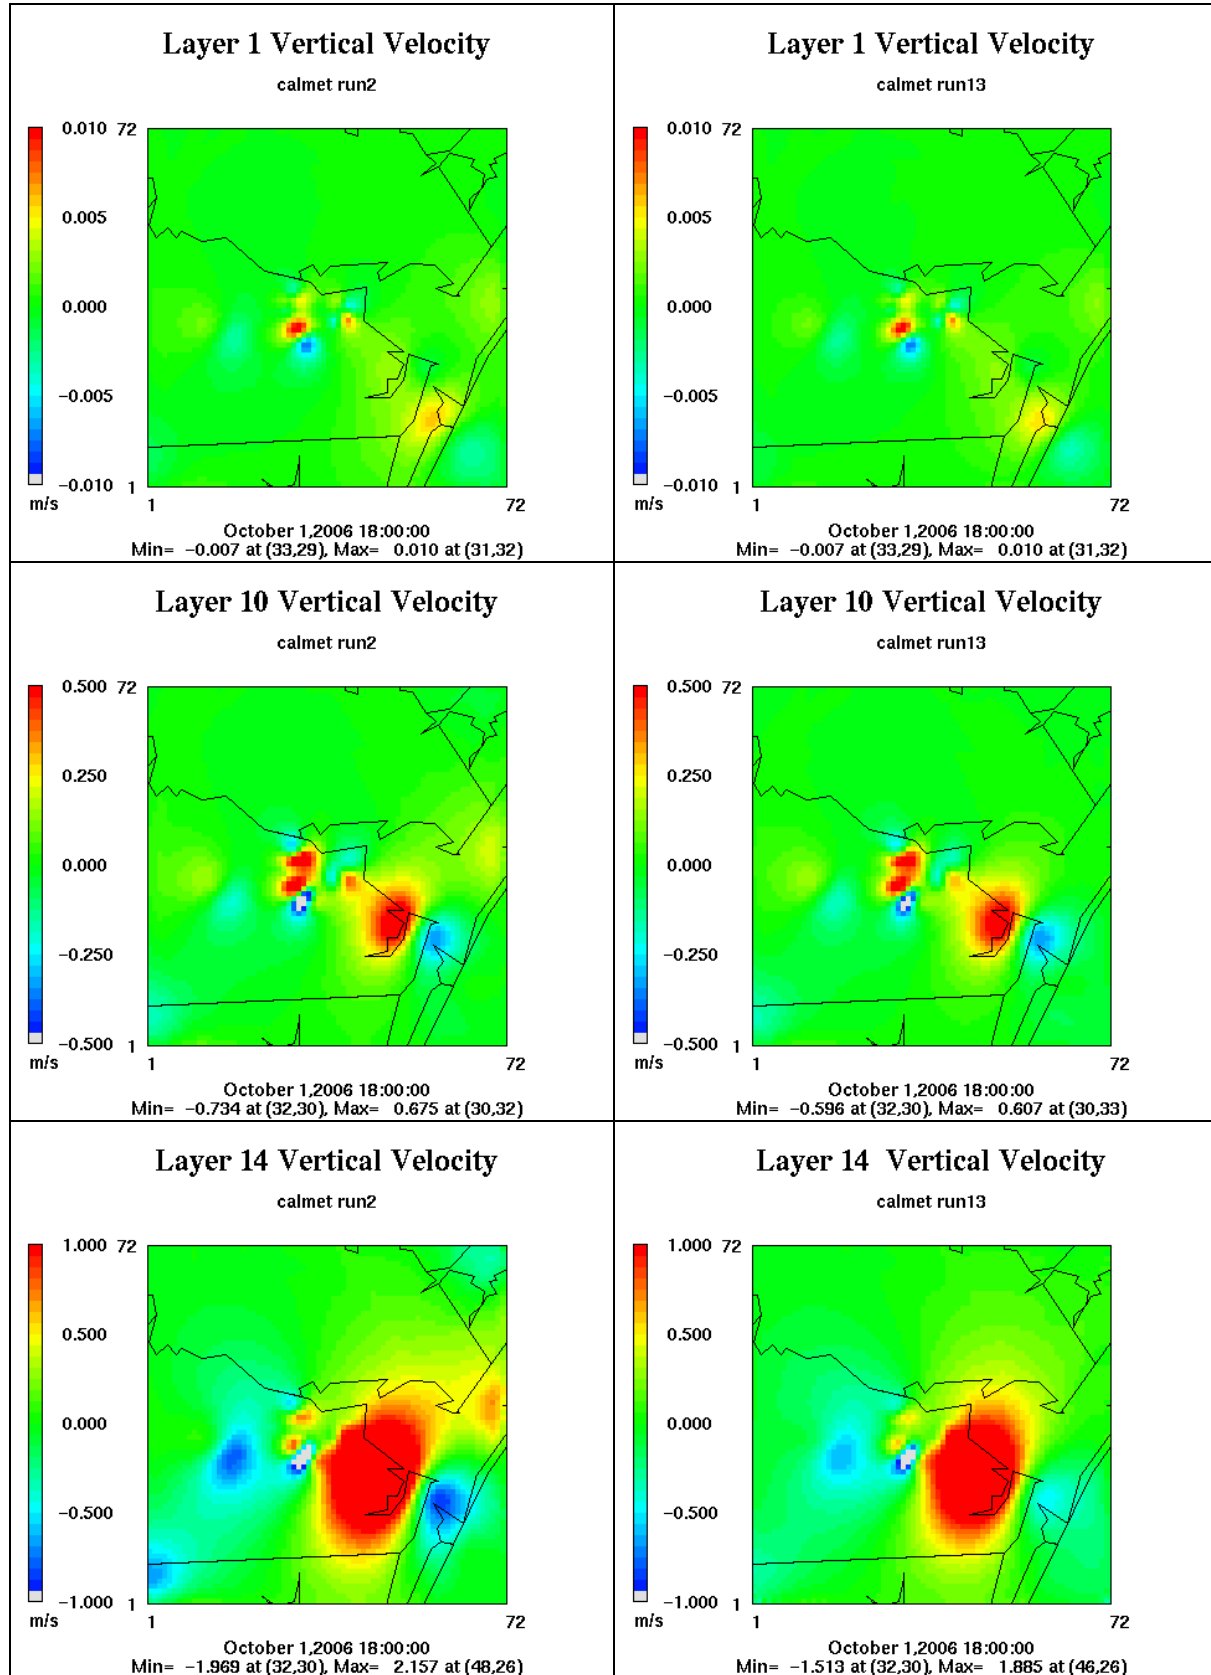 Layer 1 Vertical Velocity
calmet run2
0.010
0.005
0.000
−0.005
−0.010
m/s
72
1
1
72
October 1,2006 18:00:00
Min= −0.007 at (33,29), Max= 0.010 at (31,32)
Layer 1 Vertical Velocity
calmet run13
0.010
0.005
0.000
−0.005
−0.010
m/s
72
1
1
72
October 1,2006 18:00:00
Min= −0.007 at (33,29), Max= 0.010 at (31,32)
Layer 10 Vertical Velocity
calmet run2
0.500
0.250
0.000
−0.250
−0.500
m/s
72
1
1
72
October 1,2006 18:00:00
Min= −0.734 at (32,30), Max= 0.675 at (30,32)
Layer 10 Vertical Velocity
calmet run13
0.500
0.250
0.000
−0.250
−0.500
m/s
72
1
1
72
October 1,2006 18:00:00
Min= −0.596 at (32,30), Max= 0.607 at (30,33)
Layer 14 Vertical Velocity
calmet run2
1.000
0.500
0.000
−0.500
−1.000
m/s
72
1
1
72
October 1,2006 18:00:00
Min= −1.969 at (32,30), Max= 2.157 at (48,26)
Layer 14 Vertical Velocity
calmet run13
1.000
0.500
0.000
−0.500
−1.000
m/s
72
1
1
72
October 1,2006 18:00:00
Min= −1.513 at (32,30), Max= 1.885 at (46,26)